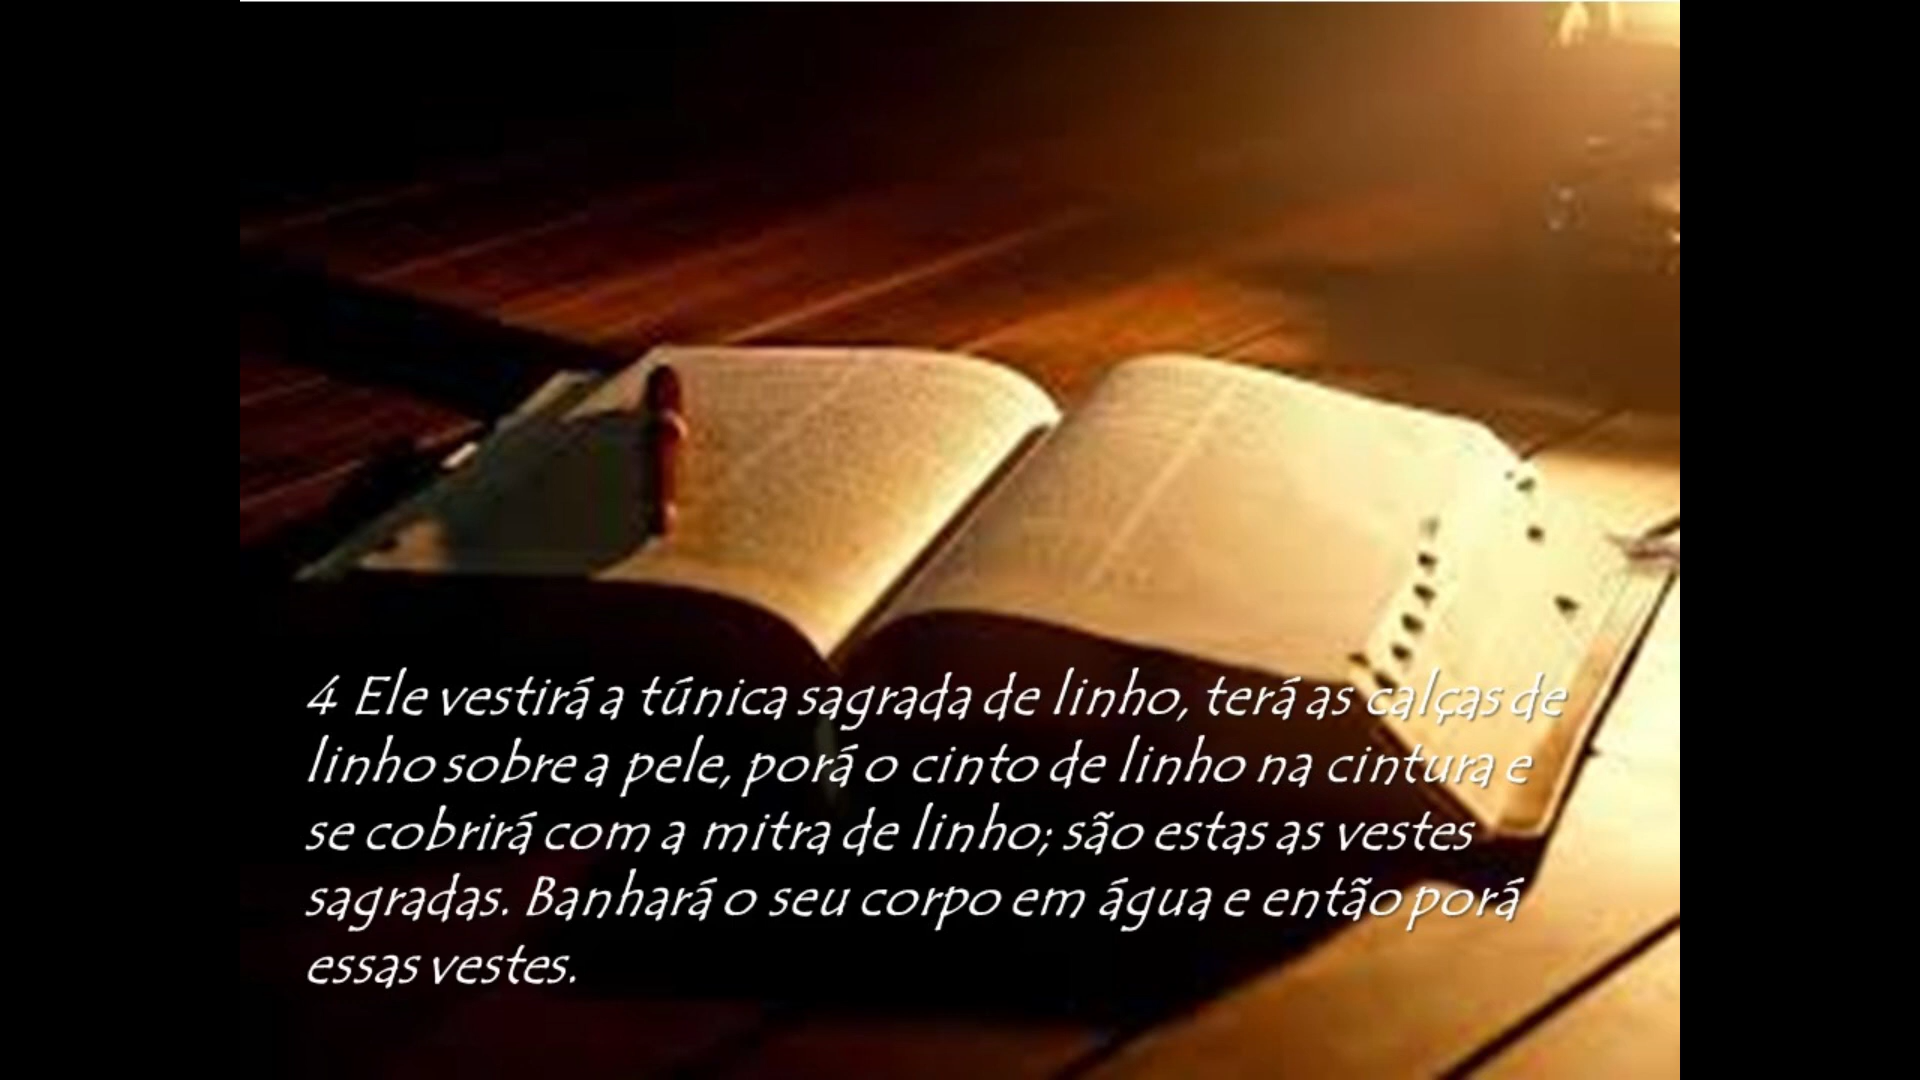 4 Ele vestirá a túnica sagrada de linho, terá as calças de
linho sobre a pele, porá o cinto de linho na cintura e
se cobrirá com a mitra de linho; são estas as vestes
sagradas. Banhará o seu corpo em água e então porá
essas vestes.